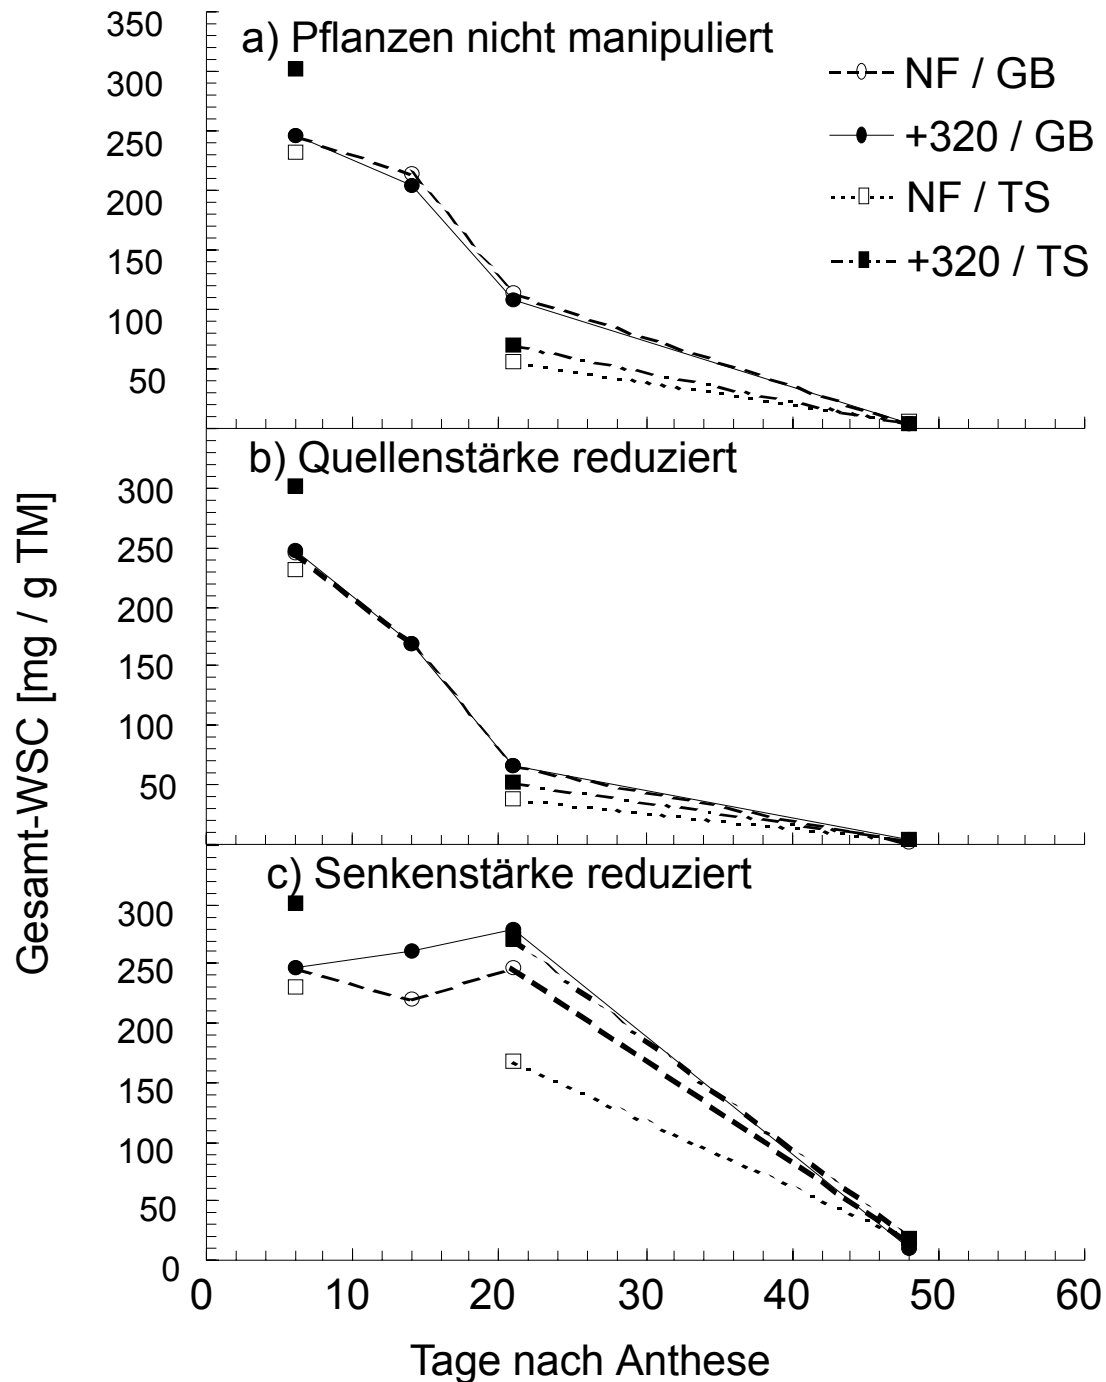 350
a) Pflanzen nicht manipuliert
300
250
200
150
100
50
NF / GB
+320 / GB
NF / TS
+320 / TS
b) Quellenstärke reduziert
300
250
200
150
100
50
c) Senkenstärke reduziert
300
250
200
150
100
50
0
Gesamt-WSC [mg / g TM]
0 10 20 30 40 50 60
Tage nach Anthese